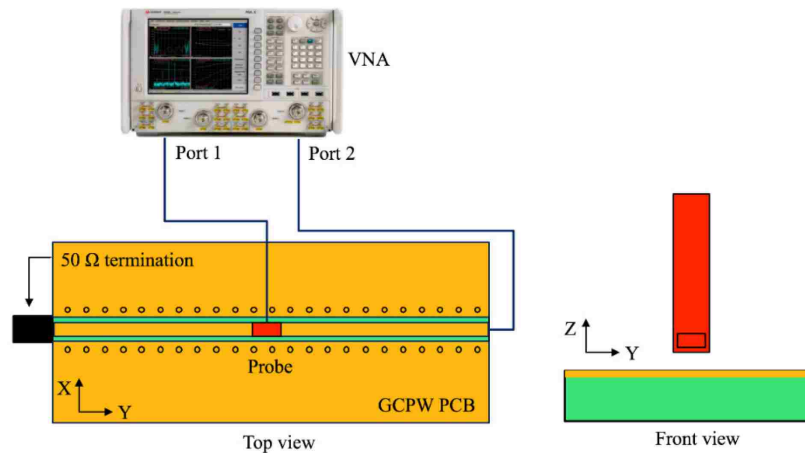 VNA
Port 1
Port 2
50 Ω termination
Probe
X
Y
GCPW PCB
Top view
Z
Y
Front view